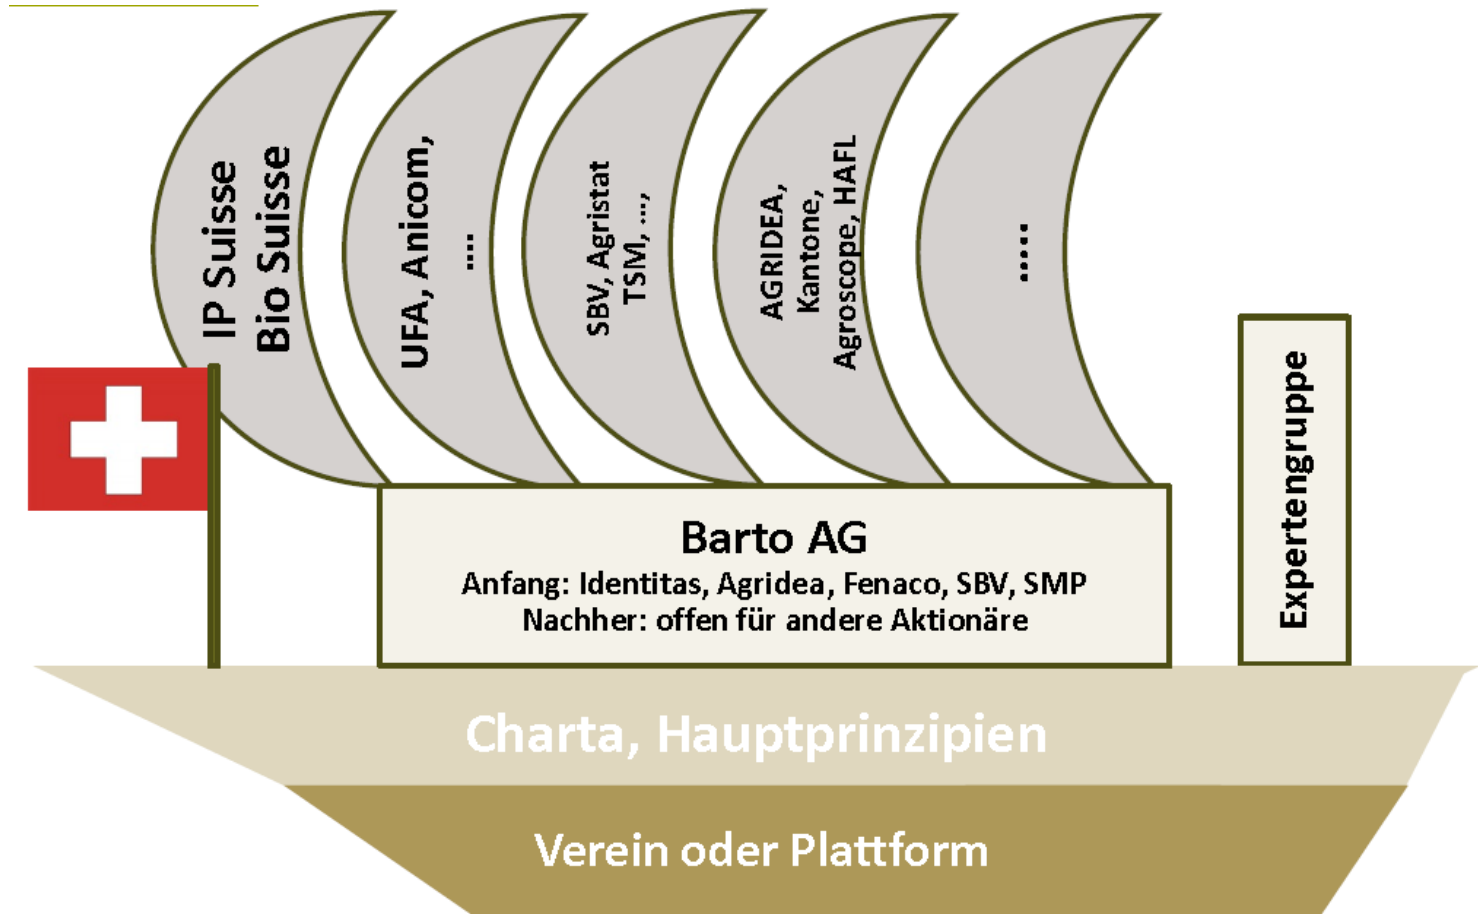 IP Suisse
Bio Suisse
UFA, Anicom,
....
SBV, Agristat
TSM, ...,
AGRIDEA,
Kantone,
Agroscope, HAFL
.....
Expertengruppe
Barto AG
Anfang: Identitas, Agridea, Fenaco, SBV, SMP
Nachher: offen für andere Aktionäre
Charta, Hauptprinzipien
Verein oder Plattform